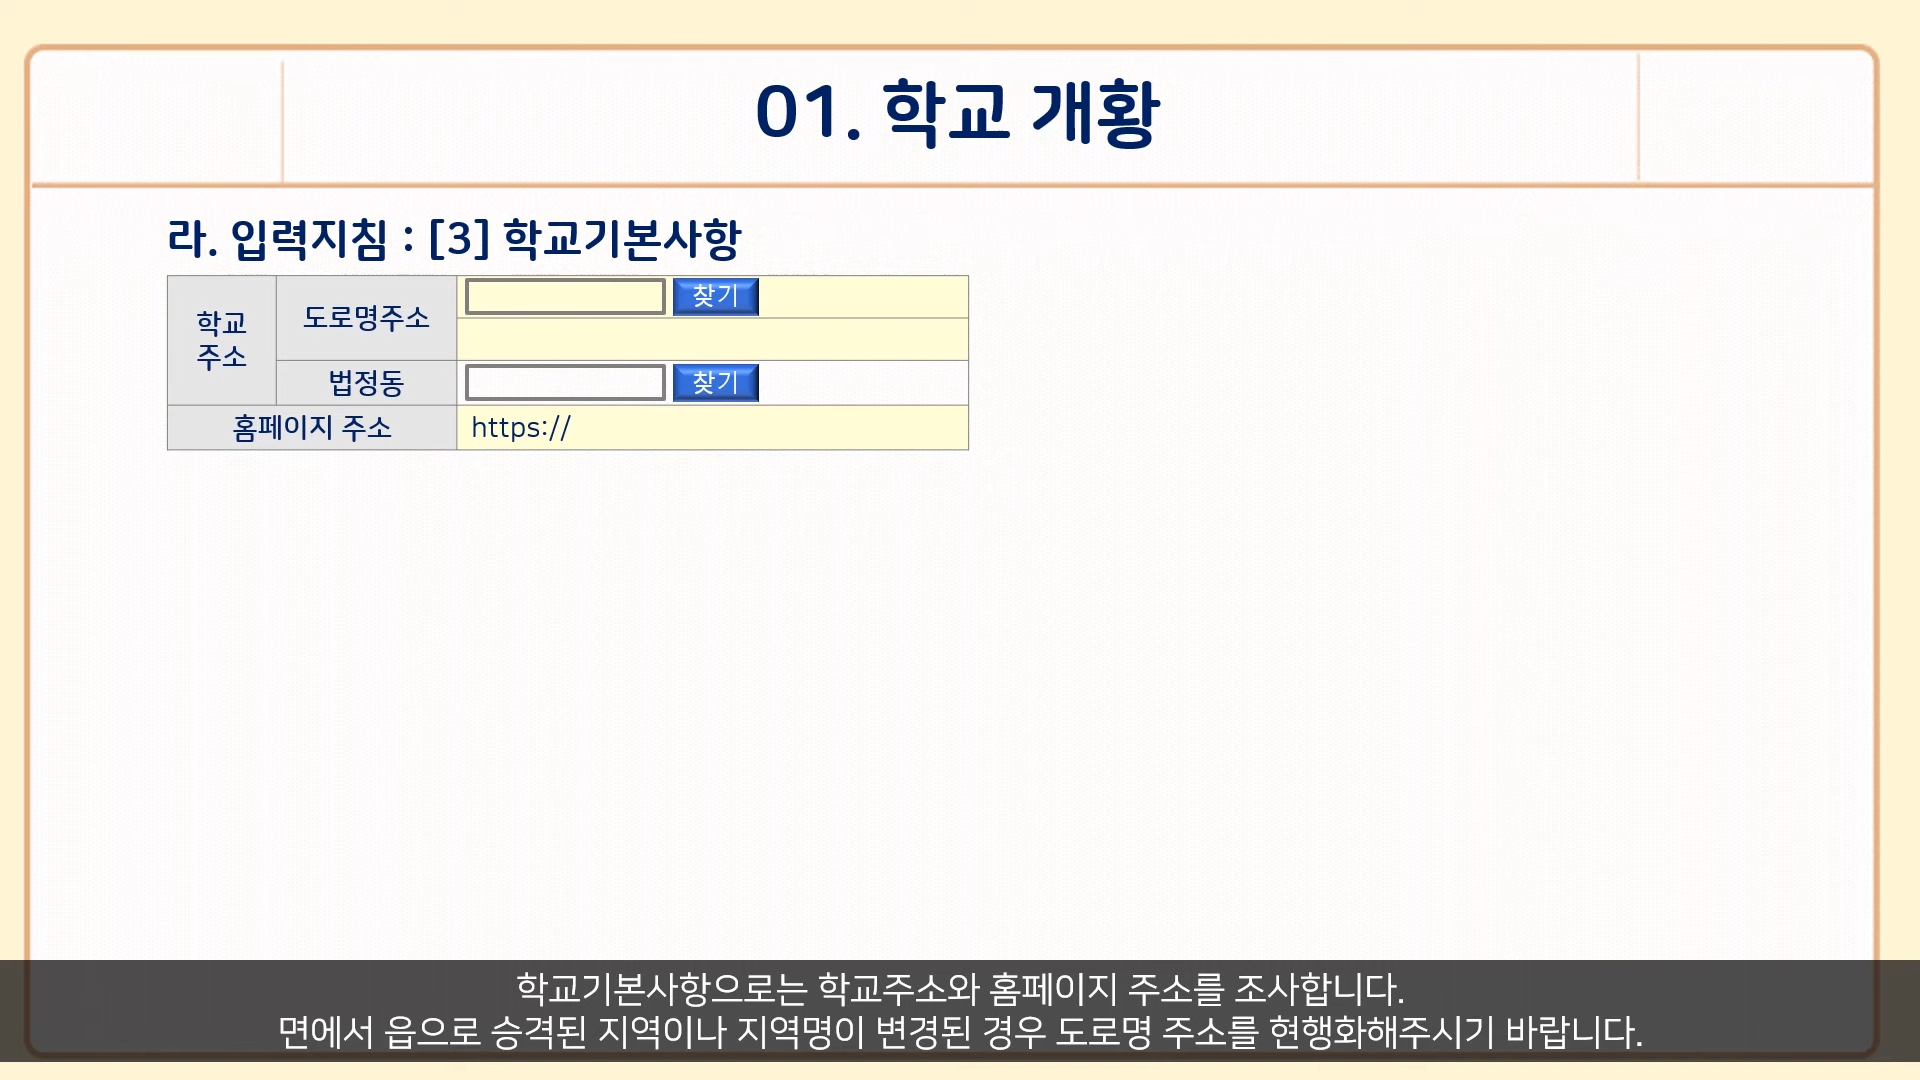 01. 학교 개황
라. 입력지침 : [3] 학교기본사항
학교
주소
도로명주소
찾기
법정동
찾기
홈페이지 주소
https://
학교기본사항으로는 학교주소와 홈페이지 주소를 조사합니다.
면에서 읍으로 승격된 지역이나 지역명이 변경된 경우 도로명 주소를 현행화해주시기 바랍니다.